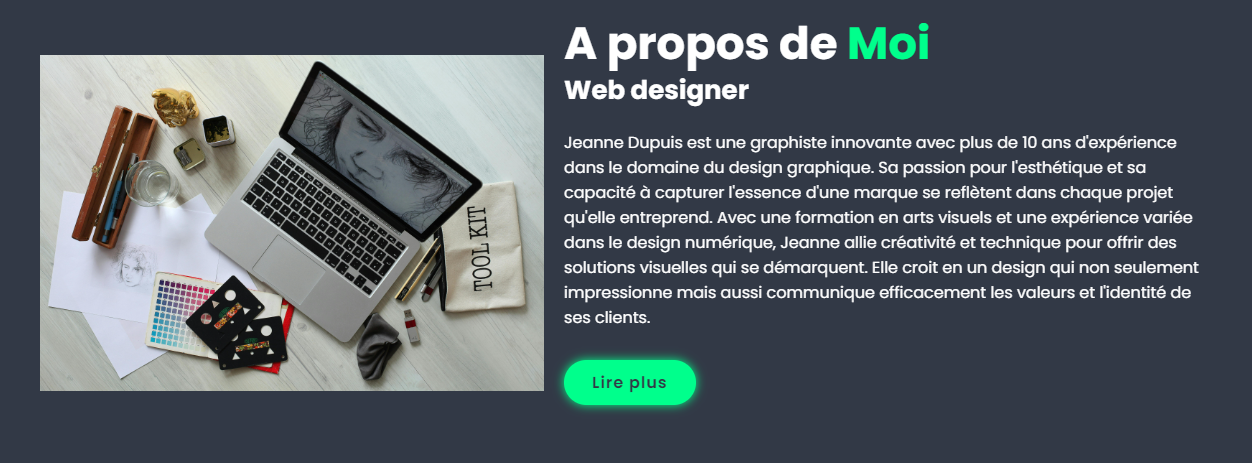 A propos de Moi
Web designer
Jeanne Dupuis est une graphiste innovante avec plus de 10 ans d'expérience
dans le domaine du design graphique. Sa passion pour l'esthétique et sa
capacité à capturer l'essence d'une marque se reflètent dans chaque projet
qu'elle entreprend. Avec une formation en arts visuels et une expérience variée
dans le design numérique, Jeanne allie créativité et technique pour offrir des
solutions visuelles qui se démarquent. Elle croit en un design qui non seulement
impressionne mais aussi communique efficacement les valeurs et l'identité de
ses clients.
Lire plus
TOOL KIT